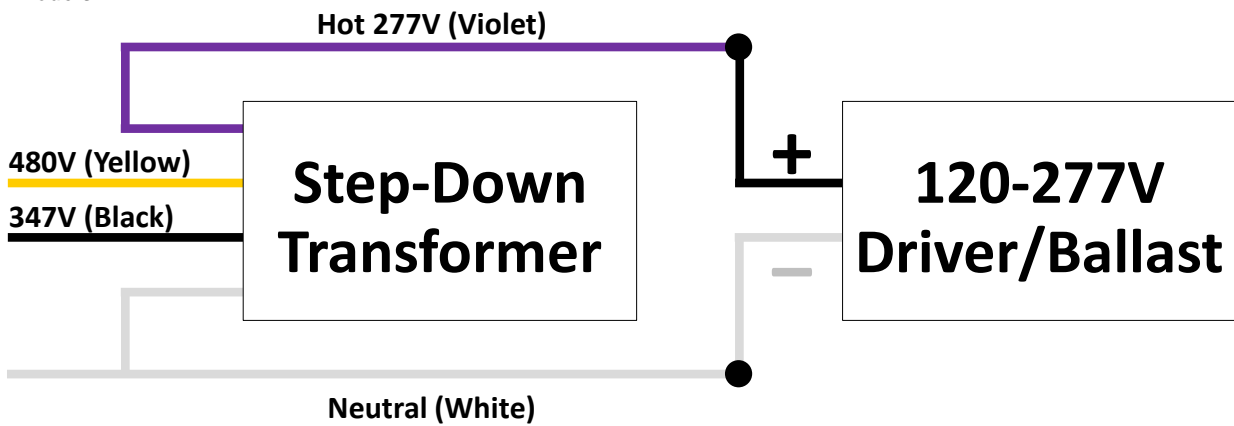 Hot 277V (Violet)
480V (Yellow)
347V (Black)
Step-Down
Transformer
+
120-277V
Driver/Ballast
–
Neutral (White)